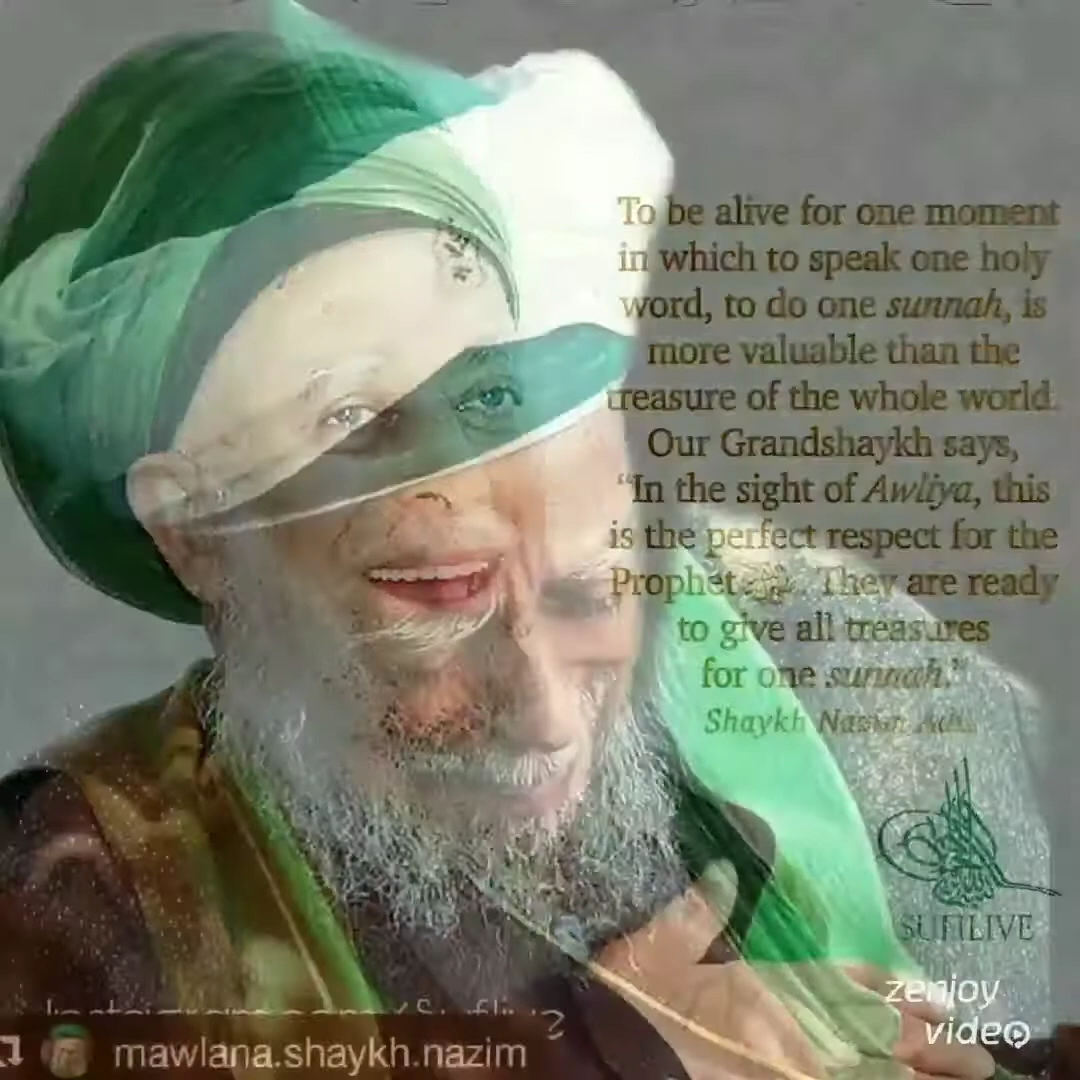 To be alive for one moment
in which to speak one holy
word, to do one sunnah, is
more valuable than the
treasure of the whole world.
Our Grandshaykh says,
“In the sight of Awliya, this
is the perfect respect for the
Prophet ﷺ. They are ready
to give all treasures
for one sunnah.”
Shaykh Nazim Adil
SUFILIVE
zenjoy
video
mawlana.shaykh.nazim